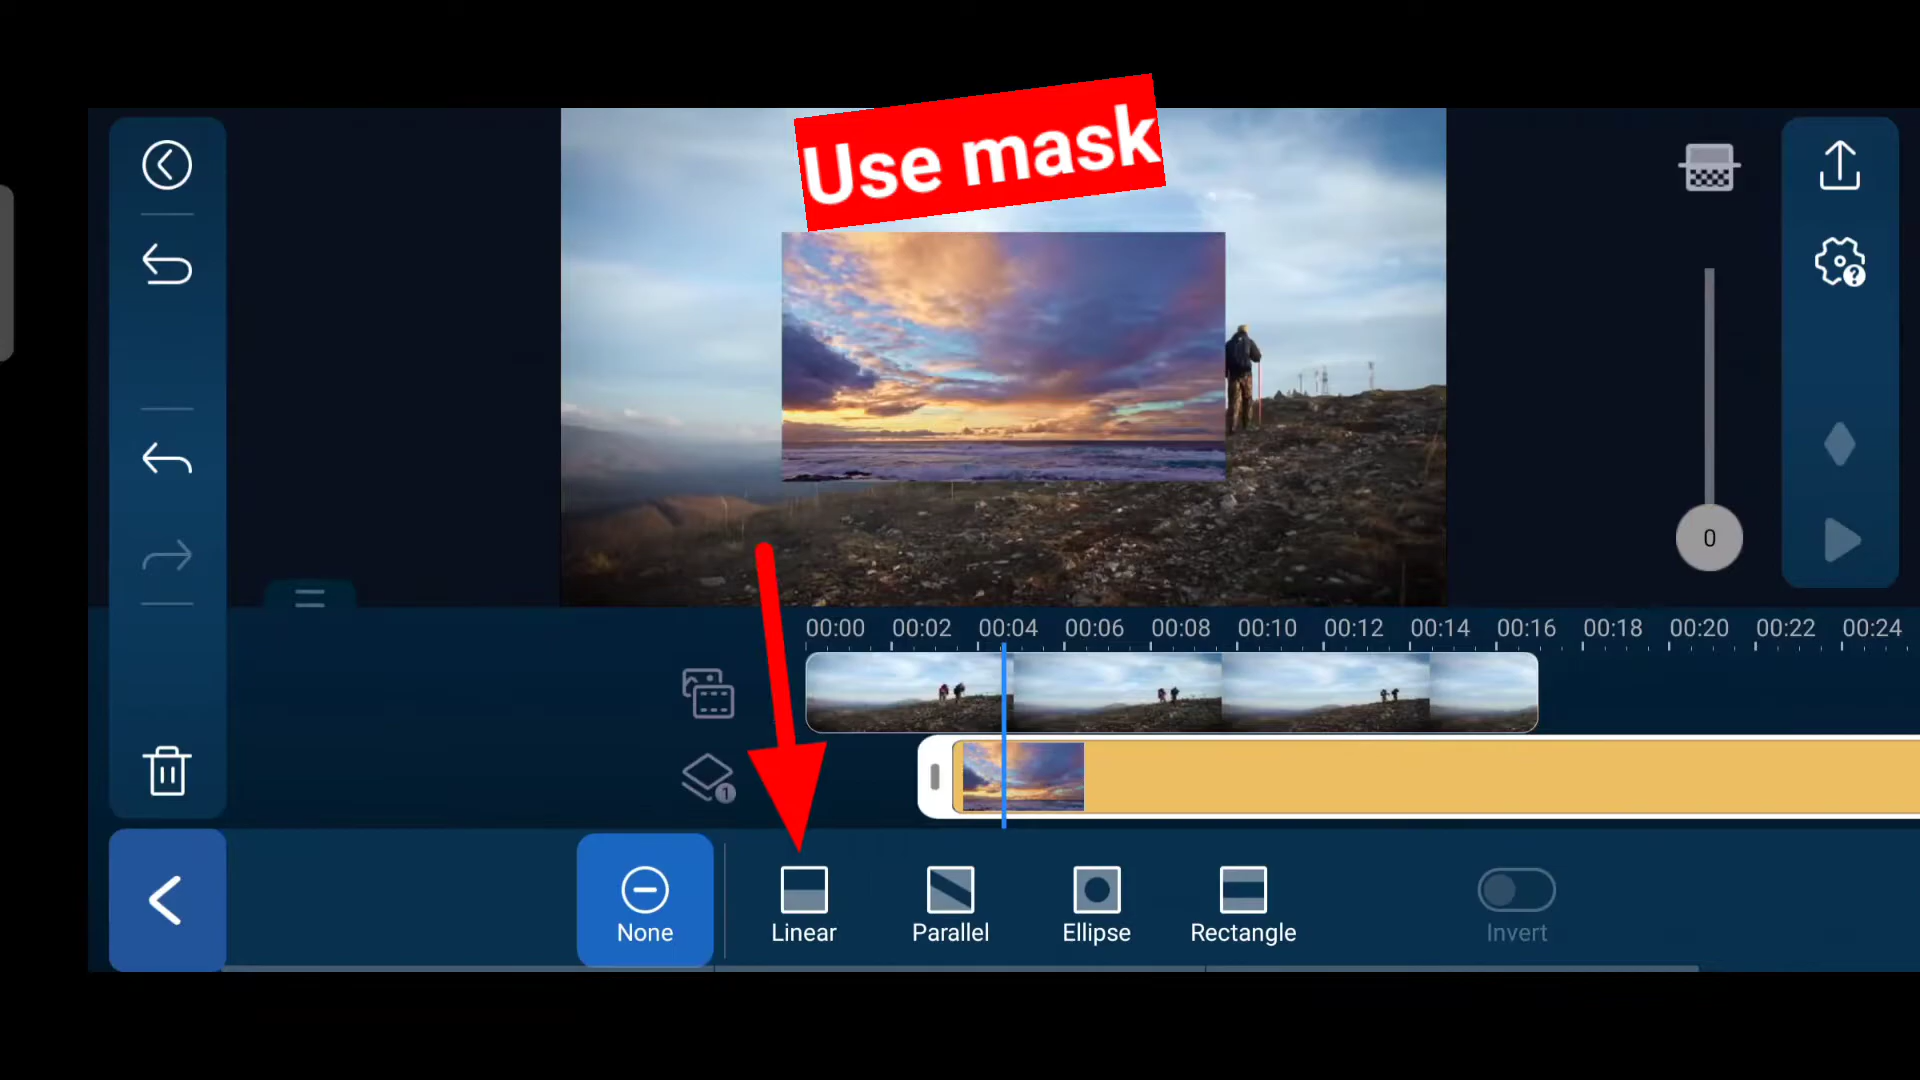 Use mask
?
0
00:00 00:02 00:04 00:06 00:08 00:10 00:12 00:14 00:16 00:18 00:20 00:22 00:24
1
None Linear Parallel Ellipse Rectangle Invert